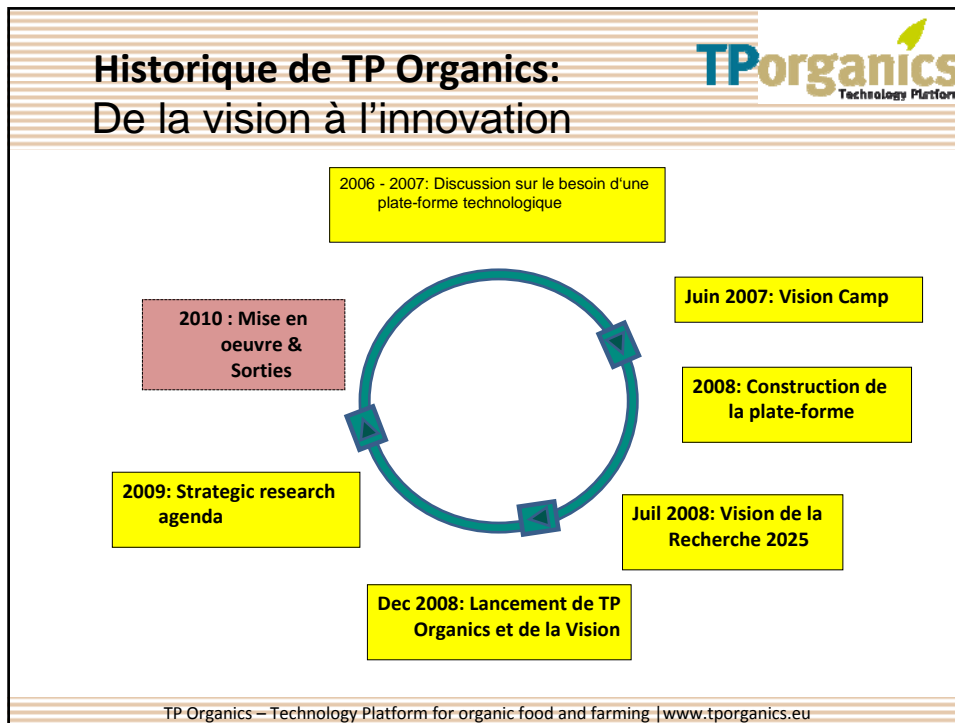 Historique de TP Organics:
De la vision à l’innovation
TPorganics
Technology Platform
2006 - 2007: Discussion sur le besoin d‘une
plate-forme technologique
Juin 2007: Vision Camp
2008: Construction de
la plate-forme
Juil 2008: Vision de la
Recherche 2025
Dec 2008: Lancement de TP
Organics et de la Vision
2009: Strategic research
agenda
2010 : Mise en
oeuvre &
Sorties
TP Organics – Technology Platform for organic food and farming |www.tporganics.eu